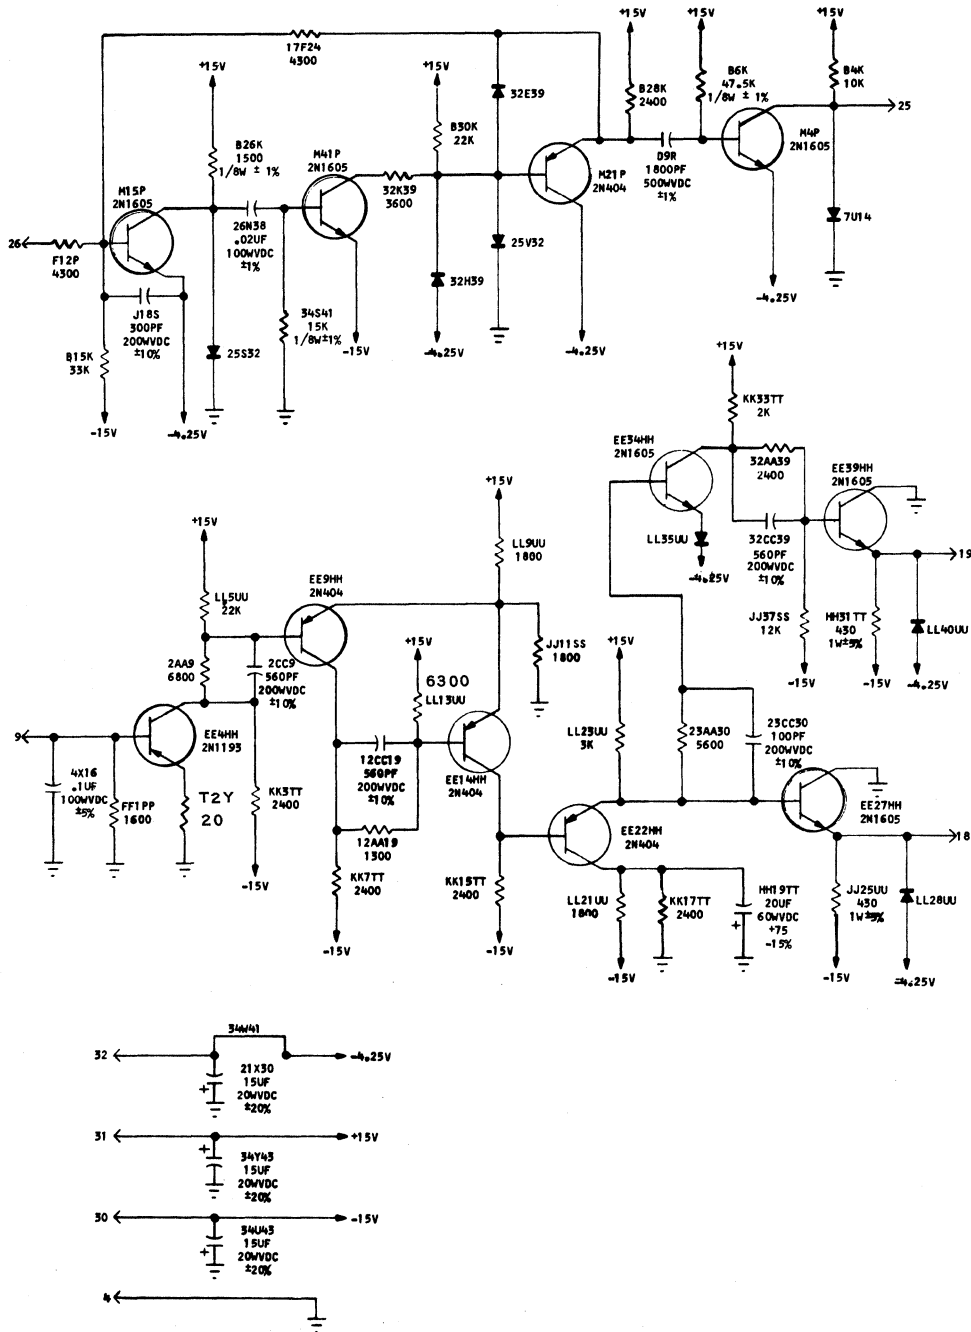 +15V
+15V
+15V
17F24
4300
+15V
+15V
B6K
47.5K
1/8W ± 1%
B4K
10K
32E39
B28K
2400
25
B26K
1500
1/8W ± 1%
B30K
22K
M4P
2N1605
M41P
2N1605
D9R
1800PF
500WVDC
±1%
M15P
2N1605
32K39
3600
M21P
2N404
26
F12P
4300
26N38
.02UF
100WVDC
±1%
25V32
7U14
32H39
-4.25V
J18S
300PF
200WVDC
±10%
34S41
15K
1/8W±1%
B15K
33K
25S32
-15V
-4.25V
-4.25V
+15V
-15V
-4.25V
KK33TT
2K
EE34HH
2N1605
32AA39
2400
EE39HH
2N1605
+15V
+15V
LL9UU
1800
LL35UU
32CC39
560PF
200WVDC
±10%
19
-4.25V
EE9HH
2N404
LL5UU
22K
JJ37SS
12K
HH31TT
430
1W±5%
LL40UU
+15V
+15V
JJ11SS
1800
2AA9
6800
2CC9
560PF
200WVDC
±10%
6300
LL13UU
-15V
-15V
-4.25V
9
EE4HH
2N1193
LL23UU
3K
23AA30
5600
23CC30
100PF
200WVDC
±10%
12CC19
560PF
200WVDC
±10%
EE14HH
2N404
4X16
.1UF
100WVDC
±5%
FF1PP
1600
T2Y
20
KK3TT
2400
EE27HH
2N1605
EE22HH
2N404
18
12AA19
1300
KK7TT
2400
KK15TT
2400
LL21UU
1800
KK17TT
2400
HH19TT
20UF
60WVDC
+75
-15%
+
JJ25UU
430
1W±5%
LL28UU
-15V
-15V
-15V
-15V
-15V
-4.25V
34W41
32
-4.25V
+
21X30
15UF
20WVDC
±20%
31
+15V
+
34Y43
15UF
20WVDC
±20%
30
-15V
+
34U43
15UF
20WVDC
±20%
4